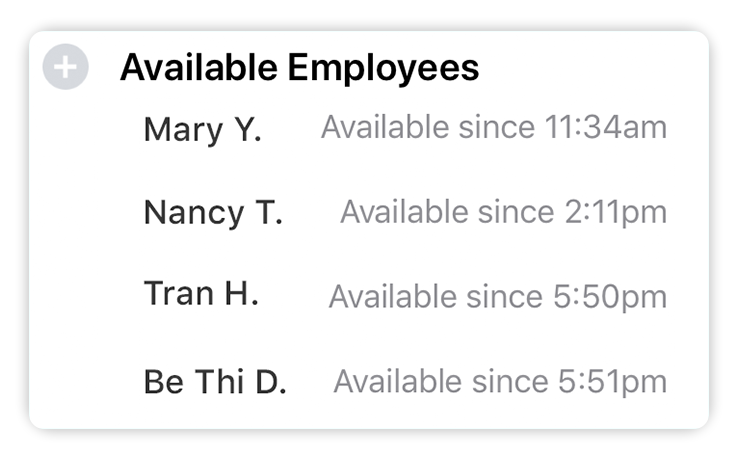 Available Employees
Mary Y. Available since 11:34am
Nancy T. Available since 2:11pm
Tran H. Available since 5:50pm
Be Thi D. Available since 5:51pm